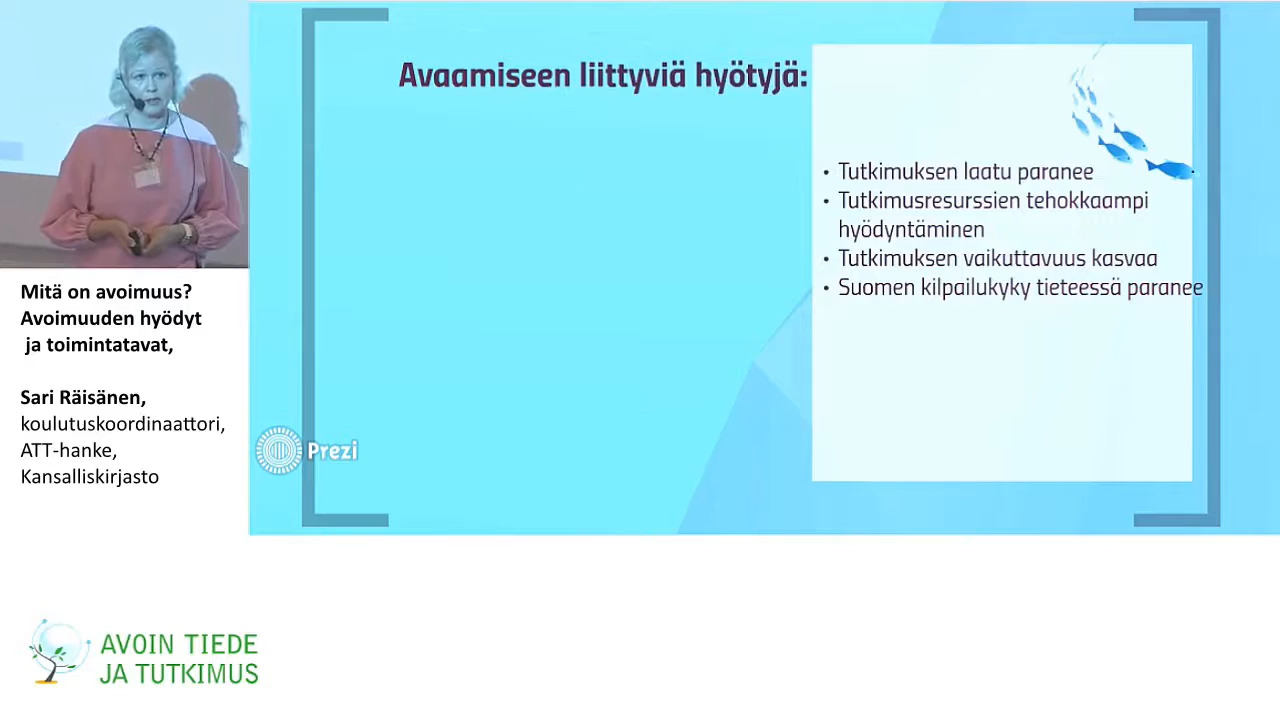 Avaamiseen liittyviä hyötyjä:
• Tutkimuksen laatu paranee
• Tutkimusresurssien tehokkaampi
hyödyntäminen
• Tutkimuksen vaikuttavuus kasvaa
• Suomen kilpailukyky tieteessä paranee
Prezi
Mitä on avoimuus?
Avoimuuden hyödyt
ja toimintatavat,
Sari Räisänen,
koulutuskoordinaattori,
ATT-hanke,
Kansalliskirjasto
AVOIN TIEDE
JA TUTKIMUS